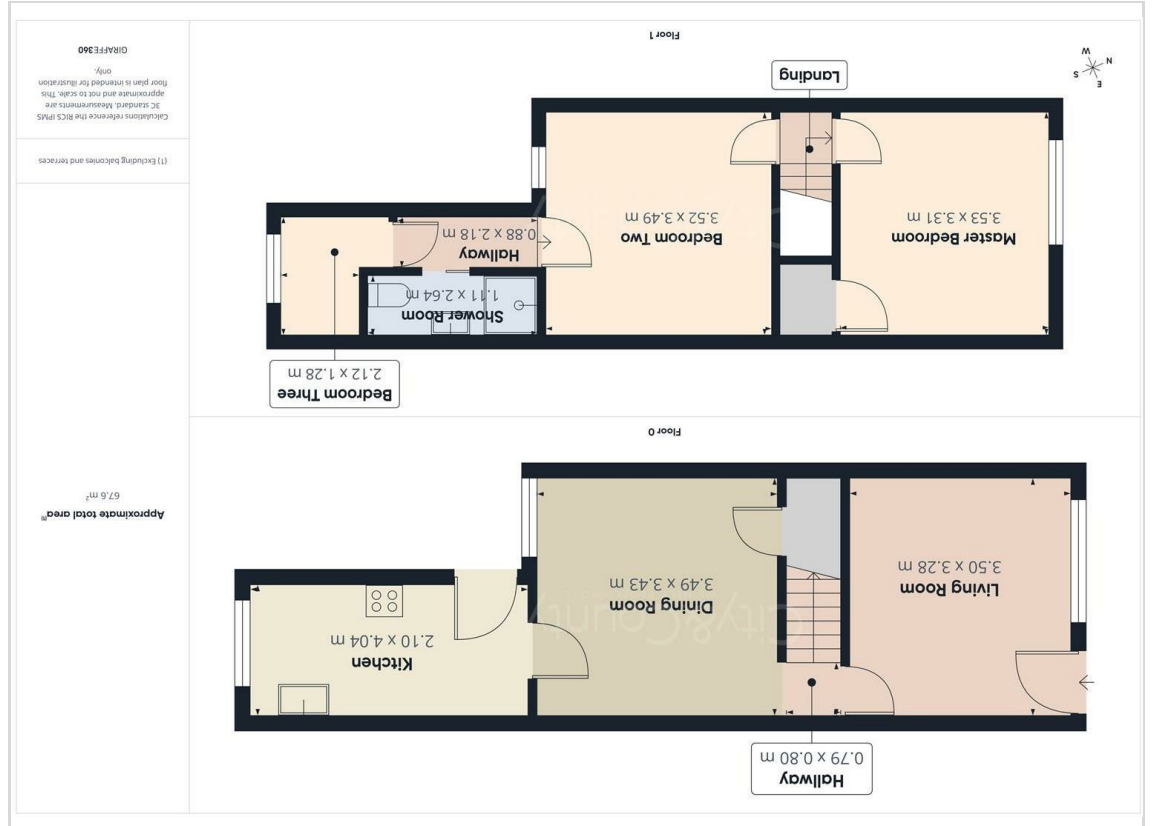 Hallway
0.79 x 0.80 m
Living Room
3.50 x 3.28 m
Dining Room
3.49 x 3.43 m
Kitchen
2.10 x 4.04 m
City&County
Floor 0
Approximate total area⁽¹⁾
67.6 m²
Bedroom Three
2.12 x 1.28 m
Master Bedroom
3.53 x 3.31 m
Bedroom Two
3.52 x 3.49 m
Shower Room
1.11 x 2.64 m
Hallway
0.88 x 2.18 m
Landing
N
E
S
W
Floor 1
(1) Excluding balconies and terraces
Calculations reference the RICS IPMS
3C standard. Measurements are
approximate and not to scale. This
floor plan is intended for illustration
only.
GIRAFFE360